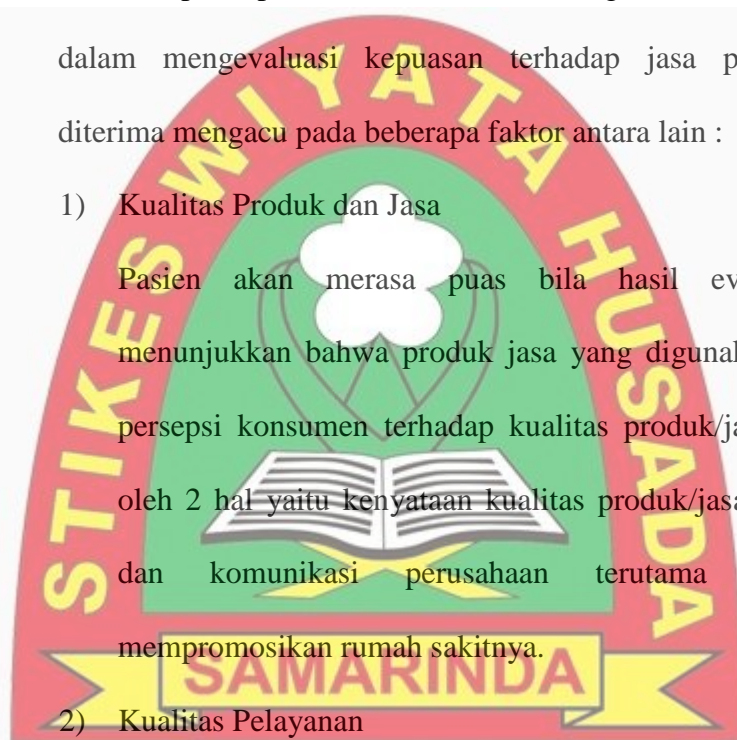 dalam mengevaluasi kepuasan terhadap jasa
diterima mengacu pada beberapa faktor antara lain :
1) Kualitas Produk dan Jasa
Pasien akan merasa puas bila hasil
menunjukkan bahwa produk jasa yang
persepsi konsumen terhadap kualitas
oleh 2 hal yaitu kenyataan kualitas produk/jasa
dan komunikasi perusahaan terutama
mempromosikan rumah sakitnya.
2) Kualitas Pelayanan
STIKES WIYATA HUSADA
SAMARINDA